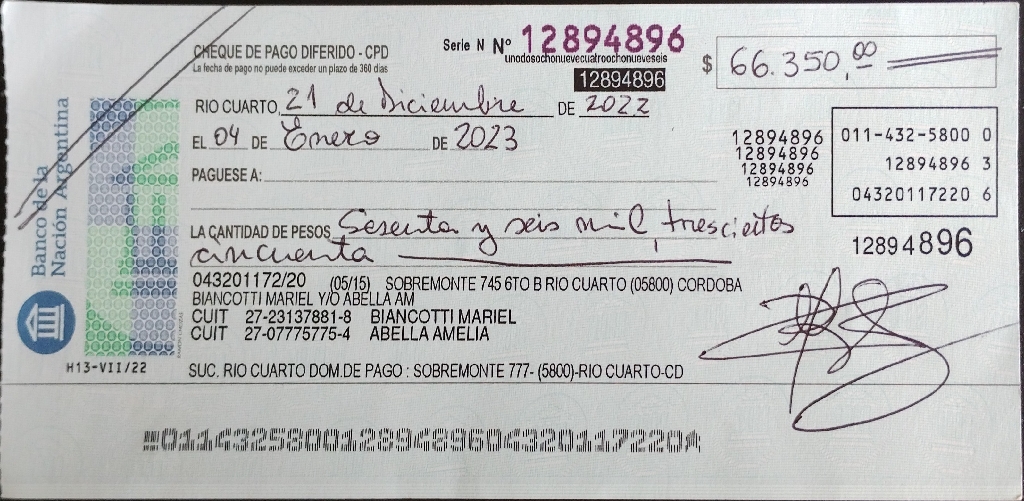 CHEQUE DE PAGO DIFERIDO - CPD
La fecha de pago no puede exceder un plazo de 360 días
Serie N Nº 12894896
unodosochonuevecuatroochonueveseis
12894896
$ 66.350,00
RIO CUARTO, 21 de Diciembre DE 2022
EL 04 DE Enero DE 2023
PAGUESE A:
LA CANTIDAD DE PESOS Sesenta y seis mil, trescientos
cincuenta
12894896
12894896
12894896
12894896
011-432-5800 0
12894896 3
04320117220 6
12894896
043201172/20 (05/15) SOBREMONTE 745 6TO B RIO CUARTO (05800) CORDOBA
BIANCOTTI MARIEL Y/O ABELLA AM
CUIT 27-23137881-8 BIANCOTTI MARIEL
CUIT 27-07775775-4 ABELLA AMELIA
SUC. RIO CUARTO DOM.DE PAGO : SOBREMONTE 777- (5800)-RIO CUARTO-CD
Banco de la
Nación Argentina
H13-VII/22
01143258001289489604320117220